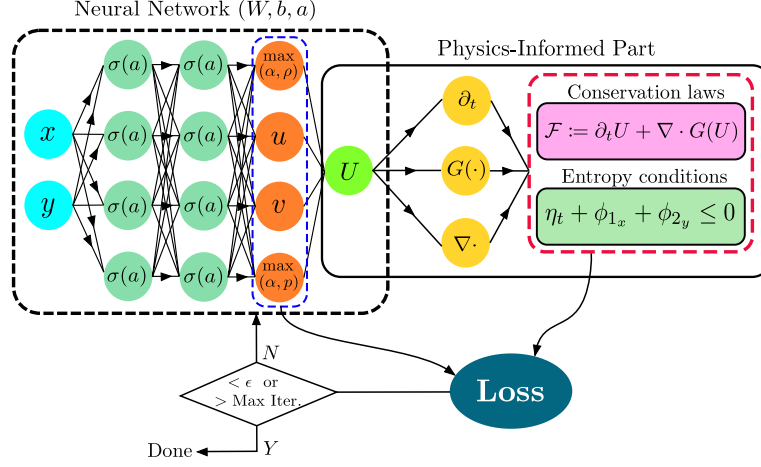 Neural Network (W, b, a)
Physics-Informed Part
x
y
σ(a)
σ(a)
σ(a)
σ(a)
σ(a)
σ(a)
σ(a)
σ(a)
max
(α, ρ)
u
v
max
(α, p)
U
∂ₜ
G(·)
∇·
Conservation laws
ℱ := ∂ₜU + ∇ · G(U)
Entropy conditions
ηₜ + ϕ₁ₓ + ϕ₂ᵧ ≤ 0
N
< ϵ or
> Max Iter.
Loss
Done
Y